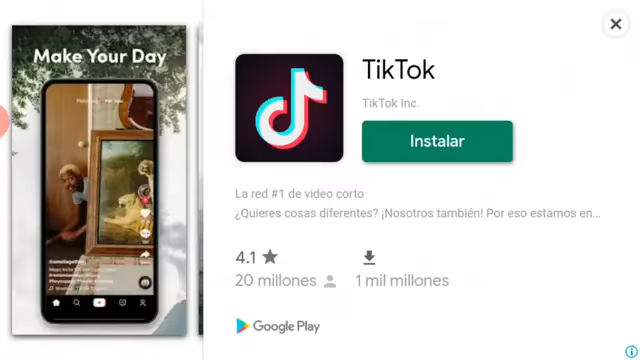 Make Your Day
TikTok
TikTok Inc.
Instalar
La red #1 de video corto
¿Quieres cosas diferentes? ¡Nosotros también! Por eso estamos en...
4.1
20 millones
1 mil millones
Google Play